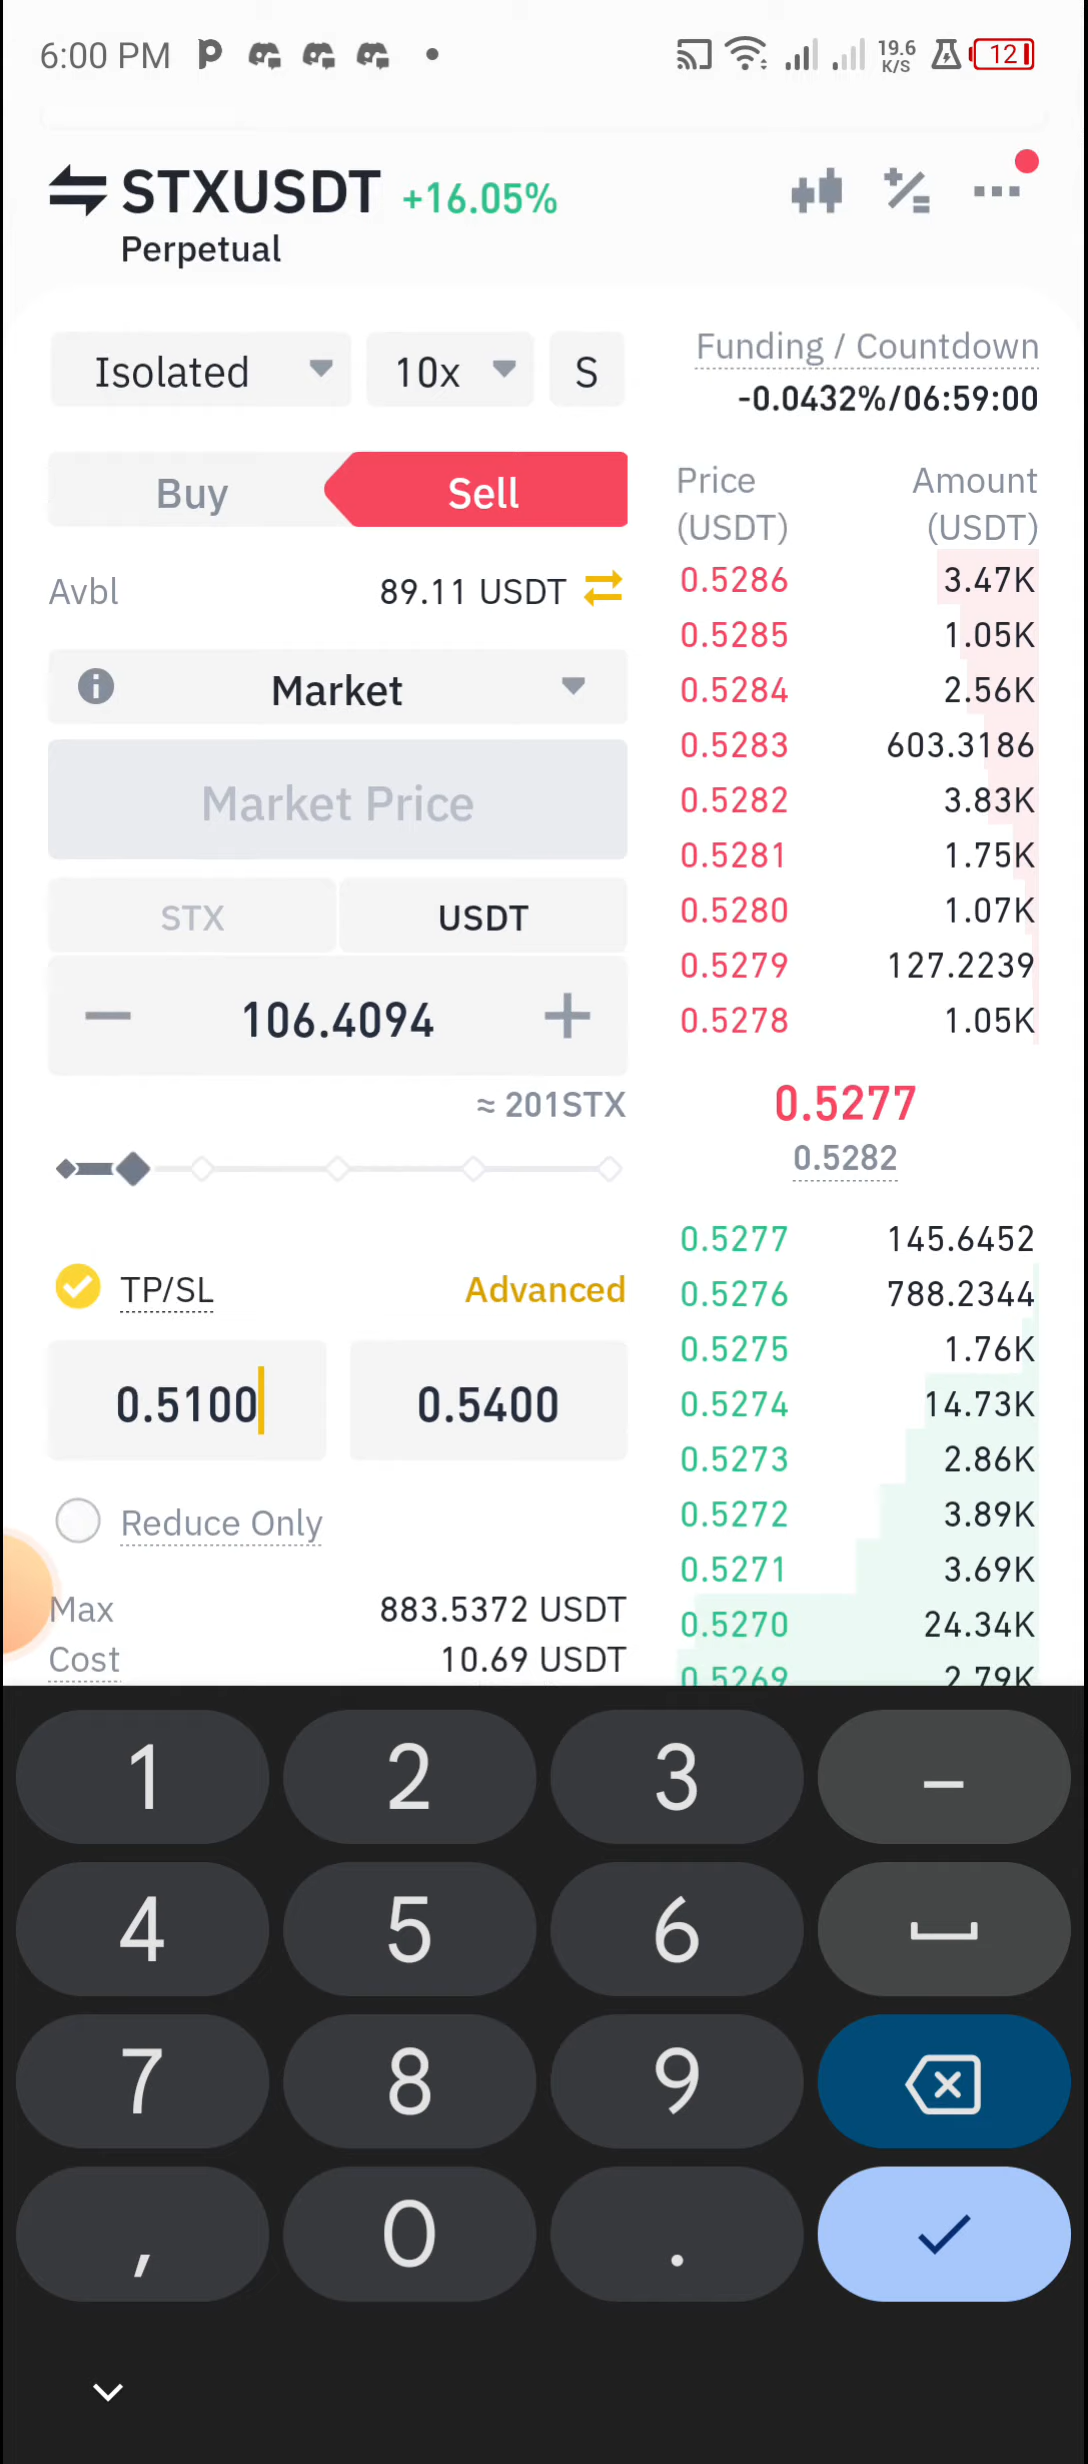 6:00 PM
19.6
K/S
12
STXUSDT +16.05%
Perpetual
Isolated 10x S
Funding / Countdown
-0.0432%/06:59:00
Buy Sell
Avbl 89.11 USDT
Market
Market Price
STX USDT
— 106.4094 +
≈ 201STX
TP/SL Advanced
0.5100 0.5400
Reduce Only
Max 883.5372 USDT
Cost 10.69 USDT
Price Amount
(USDT) (USDT)
0.5286 3.47K
0.5285 1.05K
0.5284 2.56K
0.5283 603.3186
0.5282 3.83K
0.5281 1.75K
0.5280 1.07K
0.5279 127.2239
0.5278 1.05K
0.5277
0.5282
0.5277 145.6452
0.5276 788.2344
0.5275 1.76K
0.5274 14.73K
0.5273 2.86K
0.5272 3.89K
0.5271 3.69K
0.5270 24.34K
0.5269 2.79K
1 2 3 –
4 5 6
7 8 9
, 0 .